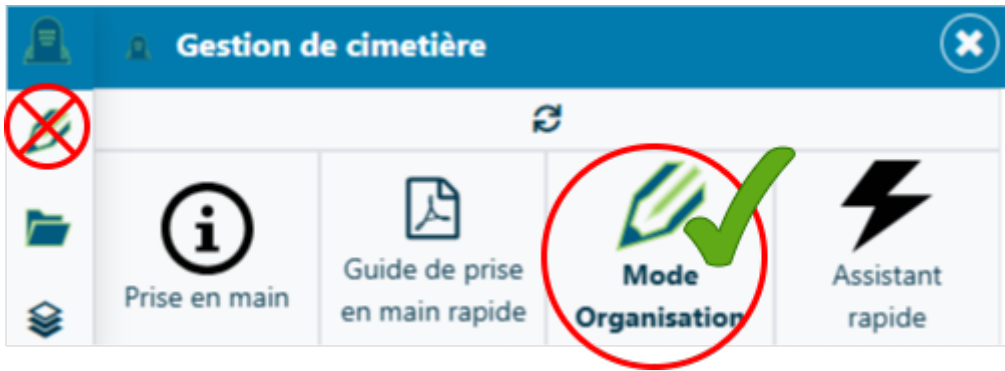 Gestion de cimetière
Prise en main
Guide de prise
en main rapide
Mode
Organisation
Assistant
rapide